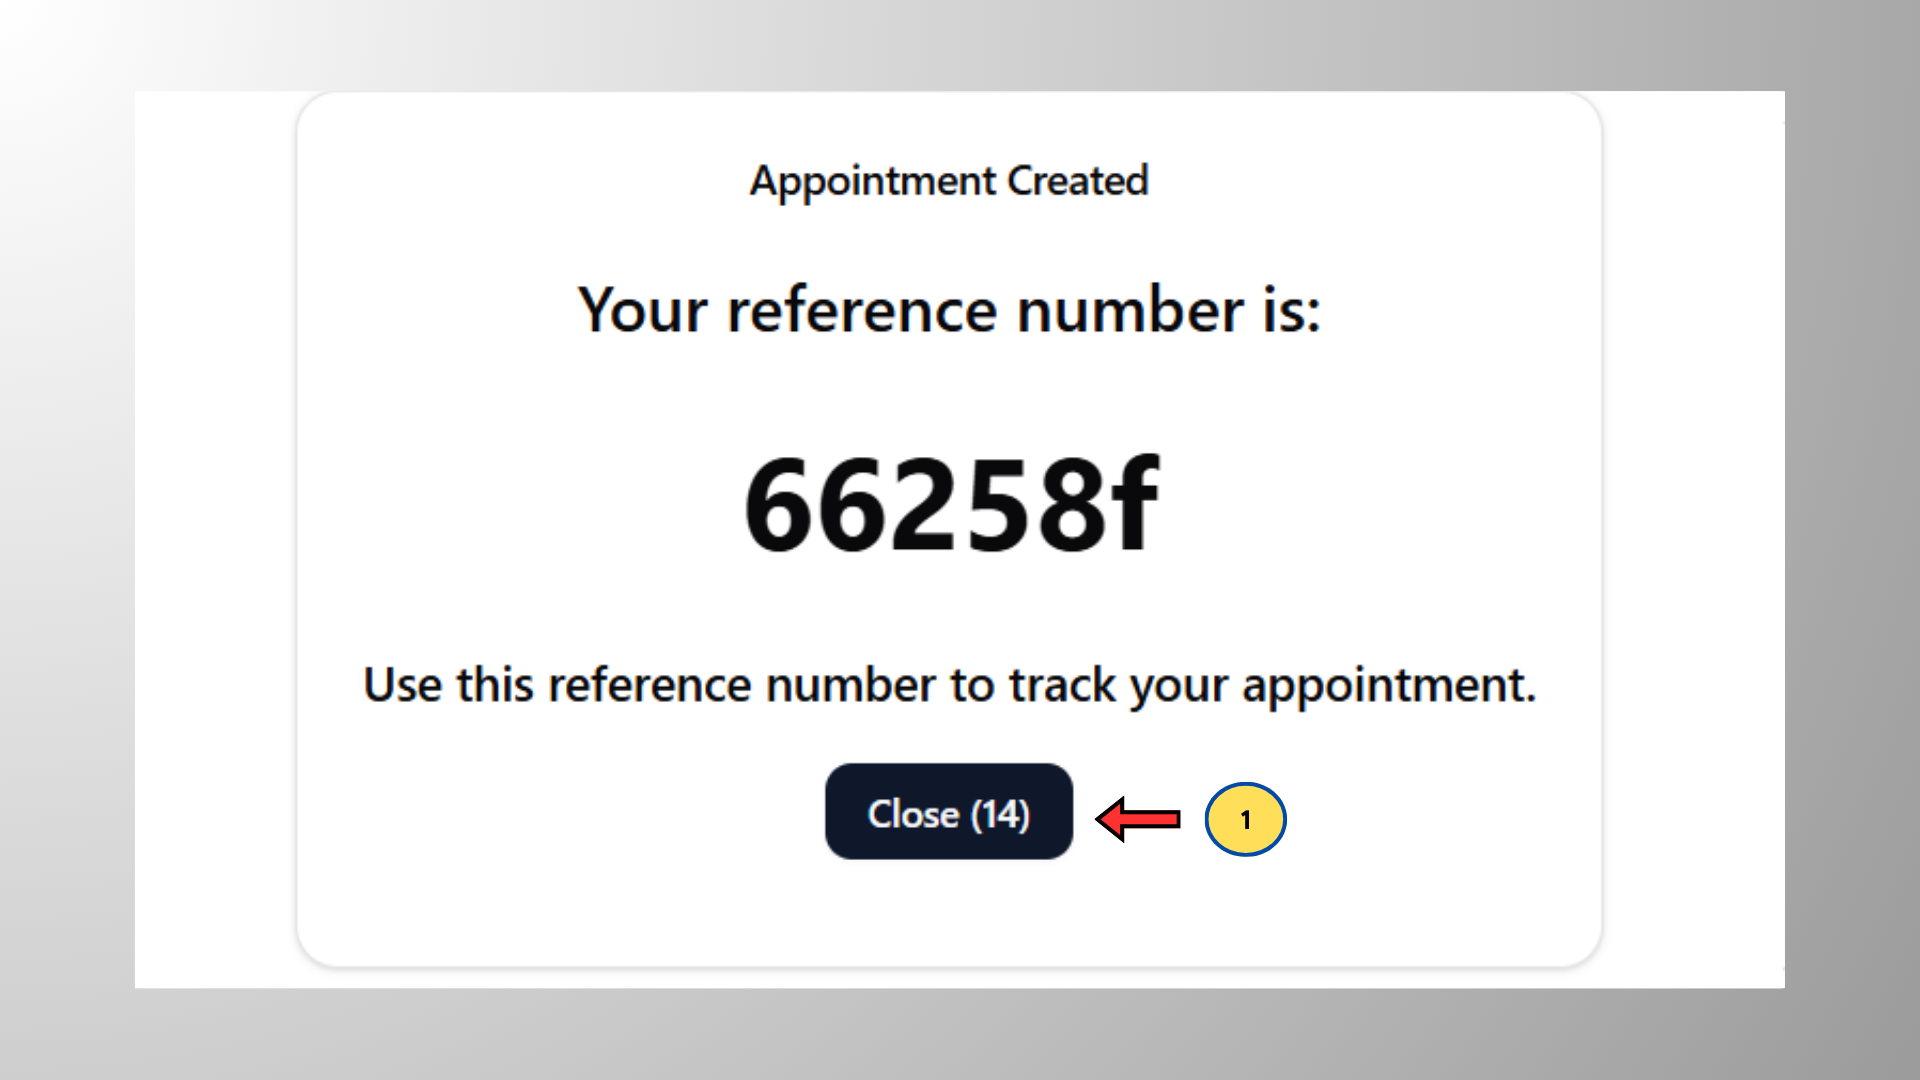 Appointment Created
Your reference number is:
66258f
Use this reference number to track your appointment.
Close (14)
1